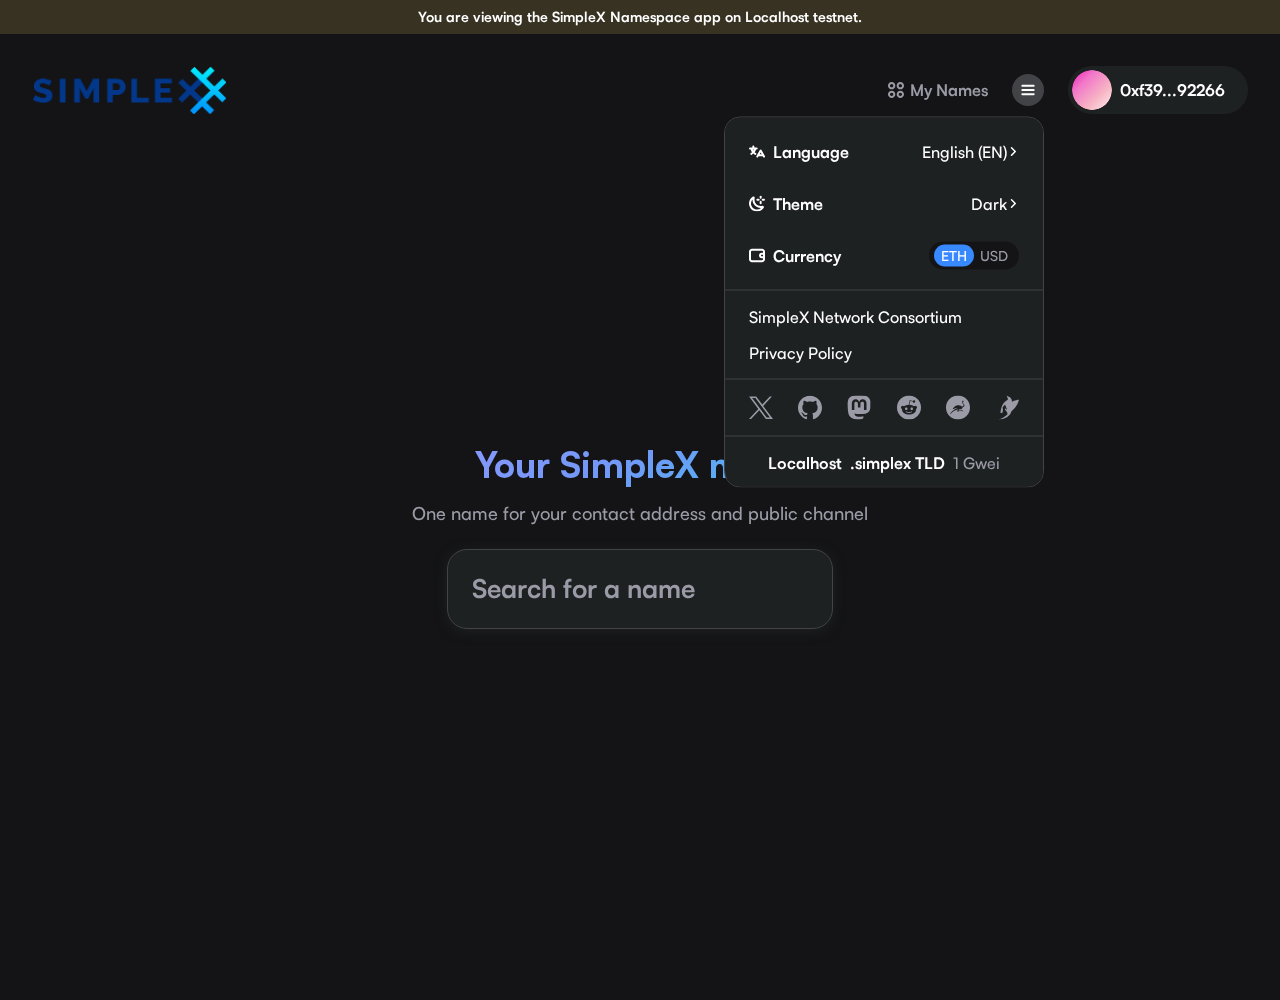 You are viewing the SimpleX Namespace app on Localhost testnet.
SIMPLEX
My Names
0xf39...92266
Language English (EN)
Theme Dark
Currency ETH USD
SimpleX Network Consortium
Privacy Policy
Localhost .simplex TLD 1 Gwei
Your SimpleX
One name for your contact address and public channel
Search for a name